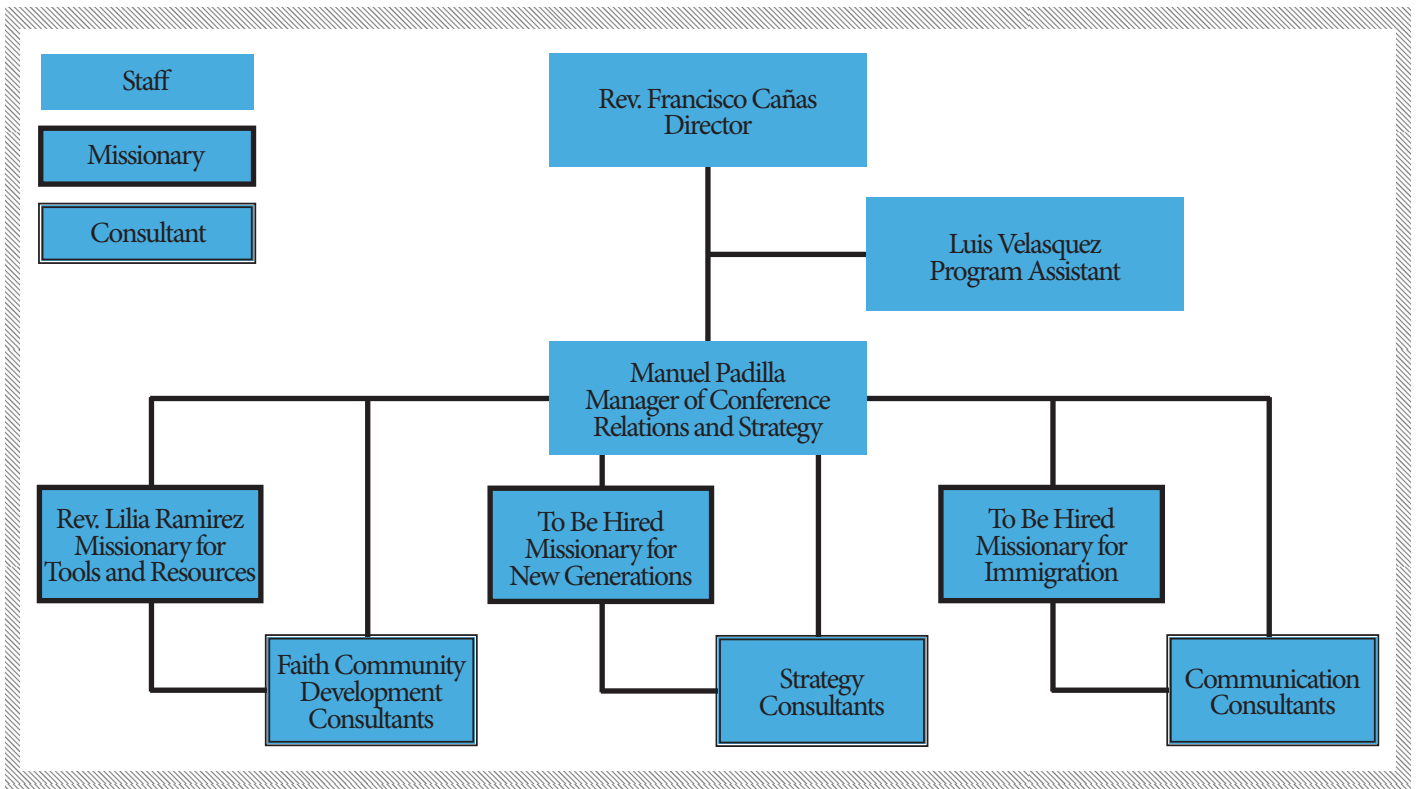 Staff
Missionary
Consultant
Rev. Francisco Cañas
Director
Luis Velasquez
Program Assistant
Manuel Padilla
Manager of Conference
Relations and Strategy
Rev. Lilia Ramirez
Missionary for
Tools and Resources
To Be Hired
Missionary for
New Generations
To Be Hired
Missionary for
Immigration
Faith Community
Development
Consultants
Strategy
Consultants
Communication
Consultants